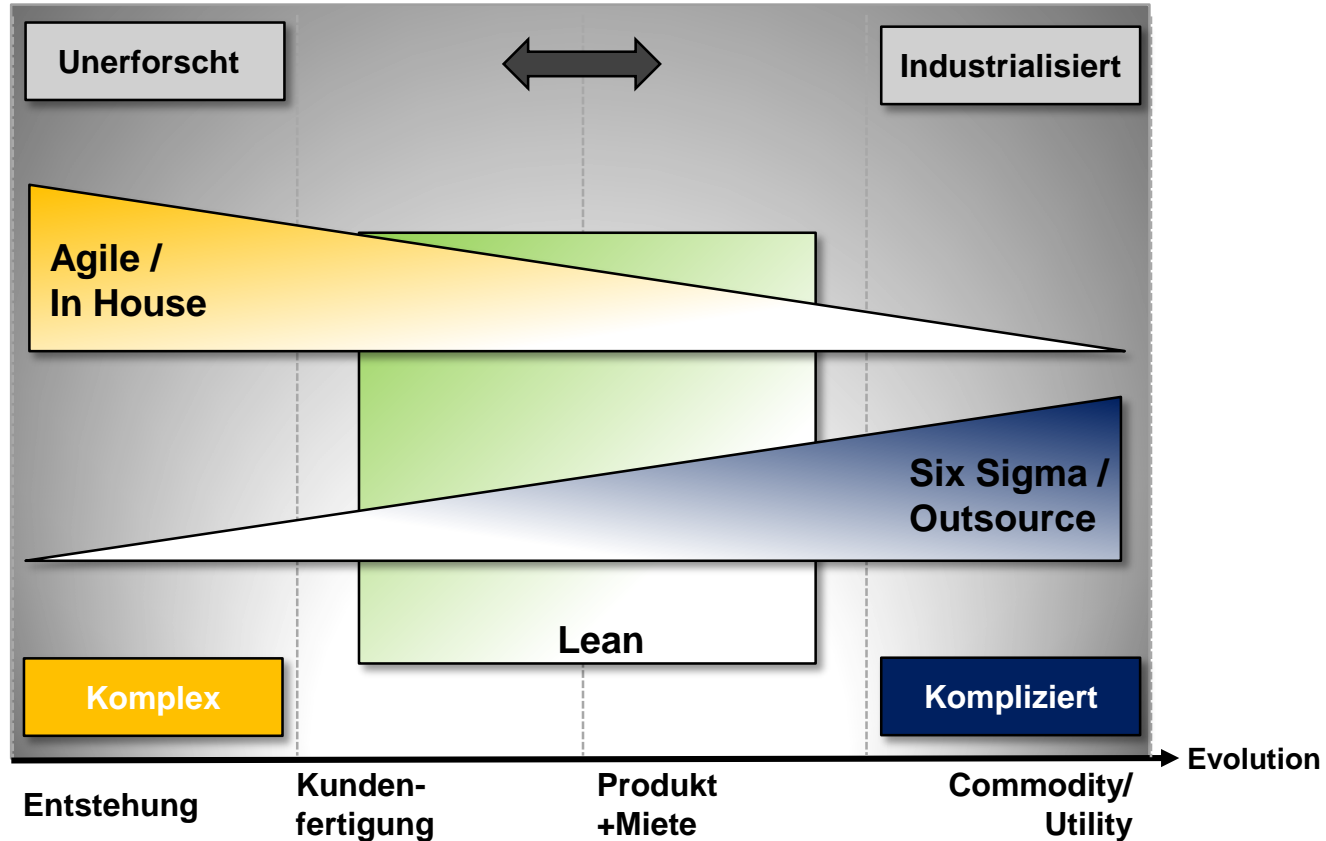 Unerforscht
Industrialisiert
Agile /
In House
Six Sigma /
Outsource
Lean
Komplex
Kompliziert
Evolution
Entstehung
Kunden-
fertigung
Produkt
+Miete
Commodity/
Utility